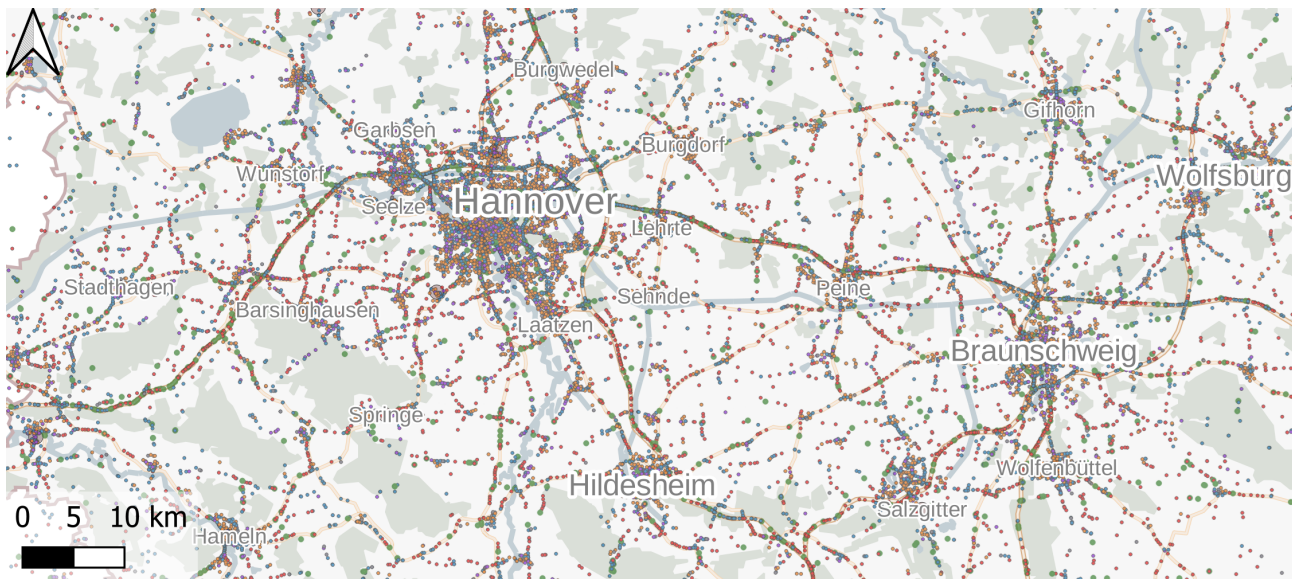 Burgwedel
Gifhorn
Garbsen
Burgdorf
Wunstorf
Wolfsburg
Seelze
Hannover
Lehrte
Stadthagen
Peine
Sehnde
Barsinghausen
Laatzen
Braunschweig
Springe
Wolfenbüttel
Hildesheim
Salzgitter
0 5 10 km
Hameln